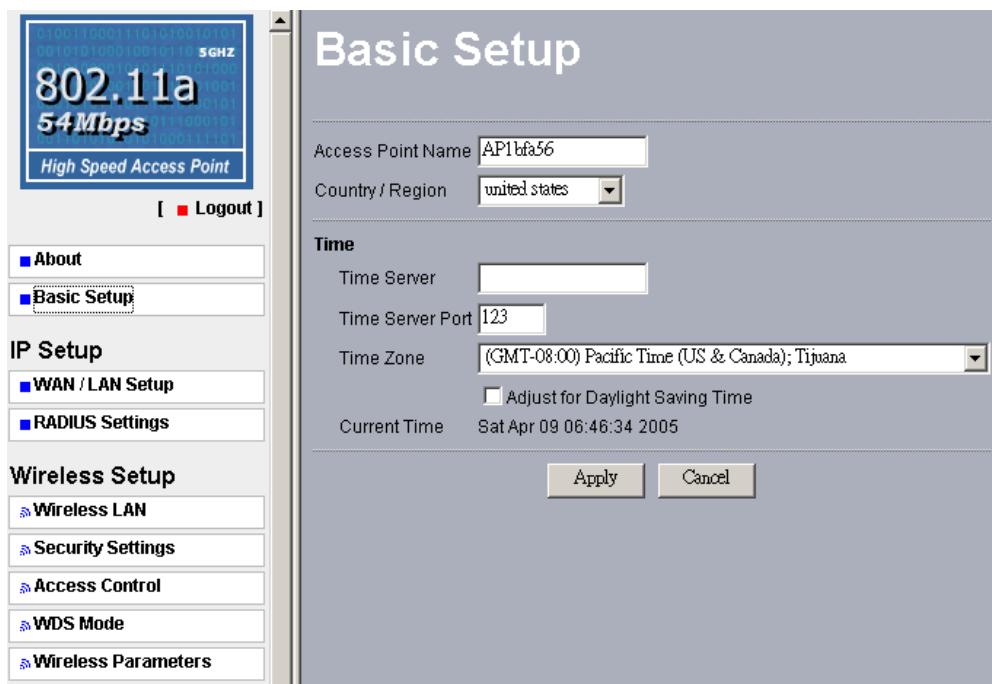 5GHZ
802.11a
54Mbps
High Speed Access Point
[ Logout ]
About
Basic Setup
IP Setup
WAN / LAN Setup
RADIUS Settings
Wireless Setup
Wireless LAN
Security Settings
Access Control
WDS Mode
Wireless Parameters
Basic Setup
Access Point Name AP1bfa56
Country / Region united states
Time
Time Server
Time Server Port 123
Time Zone (GMT-08:00) Pacific Time (US & Canada); Tijuana
Adjust for Daylight Saving Time
Current Time Sat Apr 09 06:46:34 2005
Apply Cancel